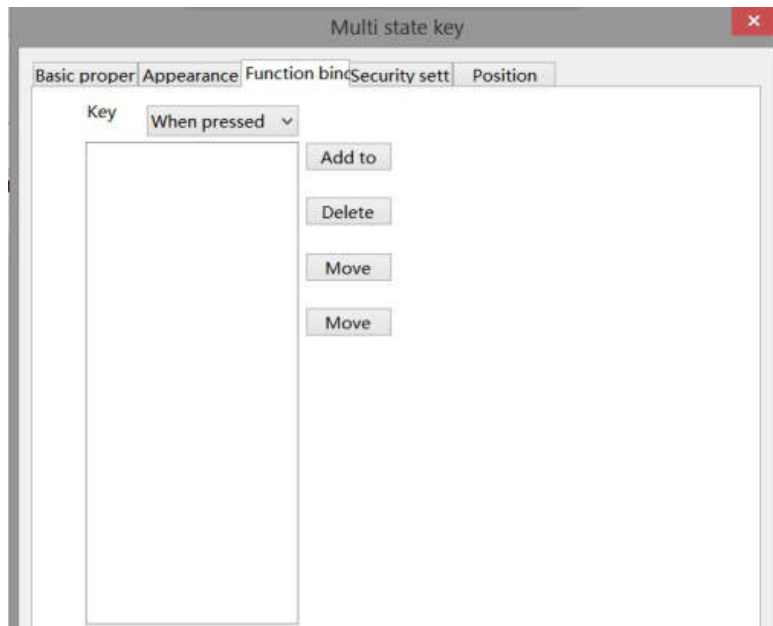 Multi state key
Basic proper Appearance Function binc Security sett Position
Key When pressed
Add to
Delete
Move
Move